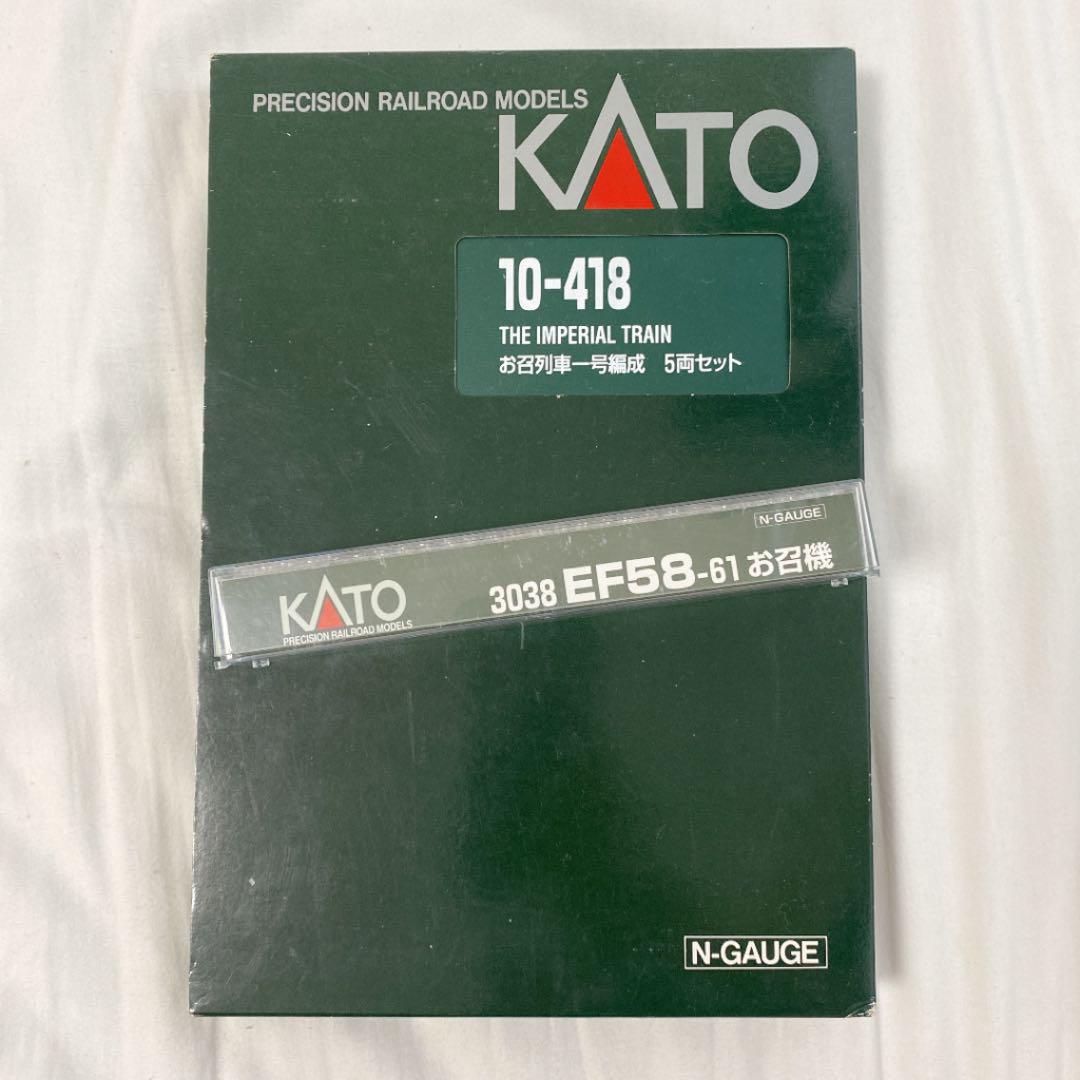 PRECISION RAILROAD MODELS
KATO
10-418
THE IMPERIAL TRAIN
お召列車一号編成 5両セット
N-GAUGE
3038 EF58-61 お召機
KATO
PRECISION RAILROAD MODELS
N-GAUGE